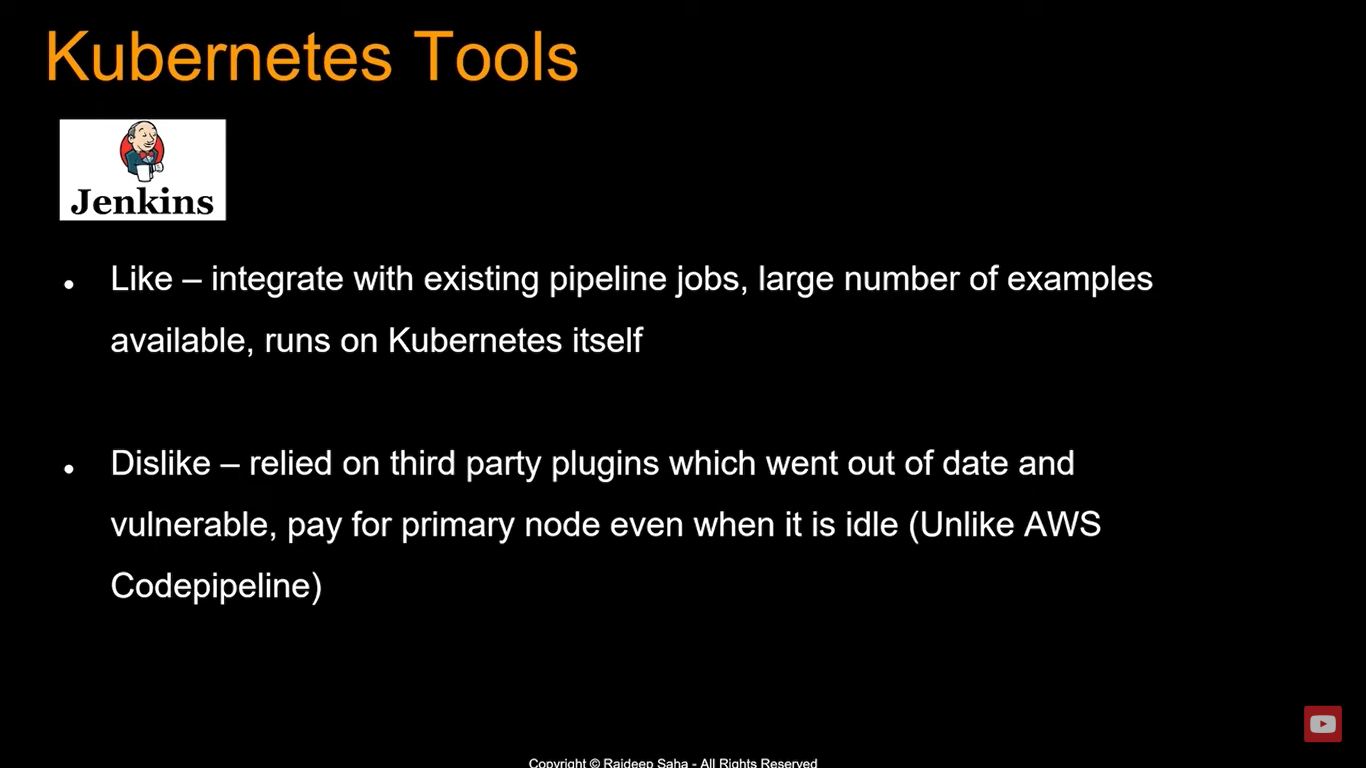 Kubernetes Tools
Jenkins
• Like – integrate with existing pipeline jobs, large number of examples
available, runs on Kubernetes itself
• Dislike – relied on third party plugins which went out of date and
vulnerable, pay for primary node even when it is idle (Unlike AWS
Codepipeline)
Copyright © Rajdeep Saha - All Rights Reserved